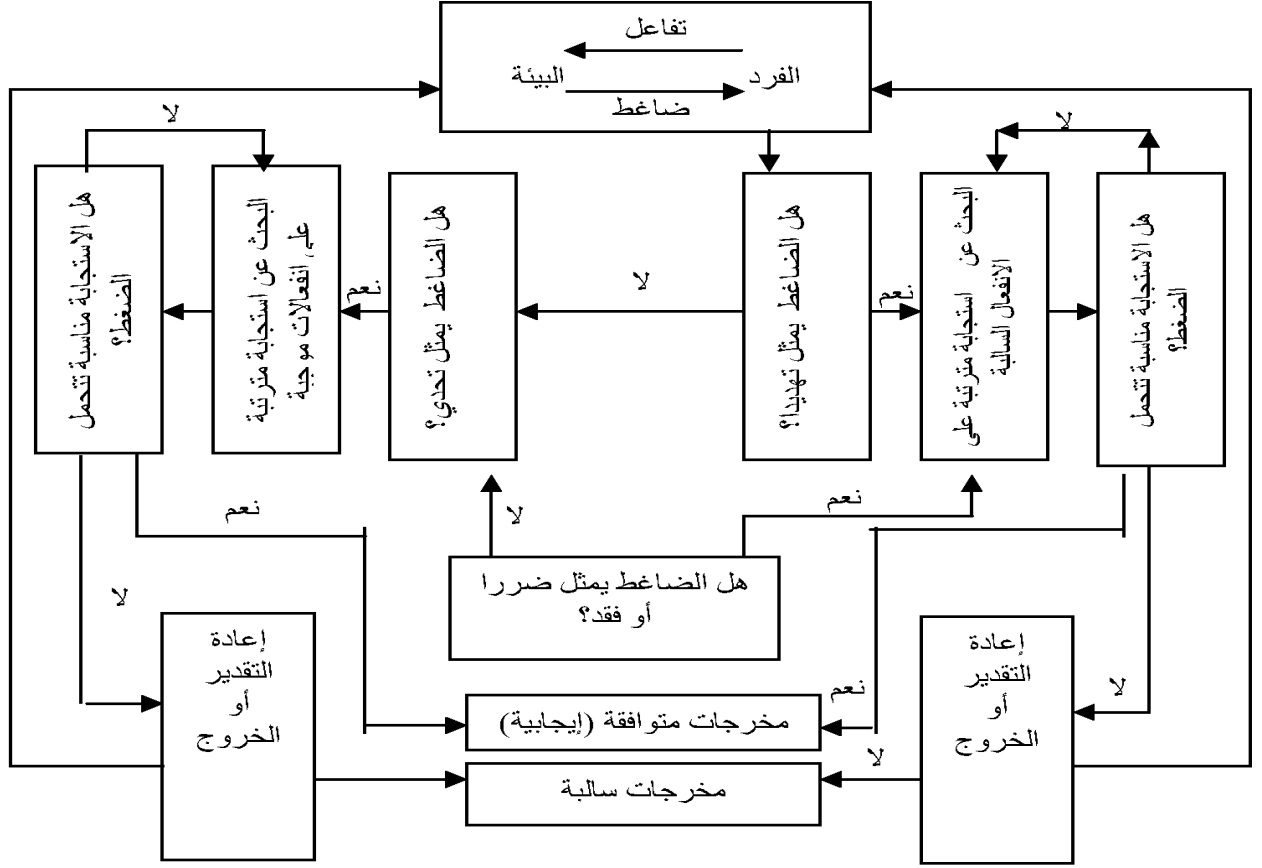 تفاعل
الفرد
البيئة
ضاغط
لا
لا
هل الاستجابة مناسبة تتحمل
الضغط؟
البحث عن استجابة مترتبة على
الانفعال السالبة
نعم
هل الضاغط يمثل تهديدا؟
لا
هل الضاغط يمثل تحدي؟
نعم
البحث عن استجابة مترتبة
على انفعالات موجبة
هل الاستجابة مناسبة تتحمل
الضغط؟
نعم
لا
نعم
هل الضاغط يمثل ضررا
أو فقد؟
لا
إعادة
التقدير
أو
الخروج
لا
نعم
مخرجات متوافقة (إيجابية)
إعادة
التقدير
أو
الخروج
لا
مخرجات سالبة